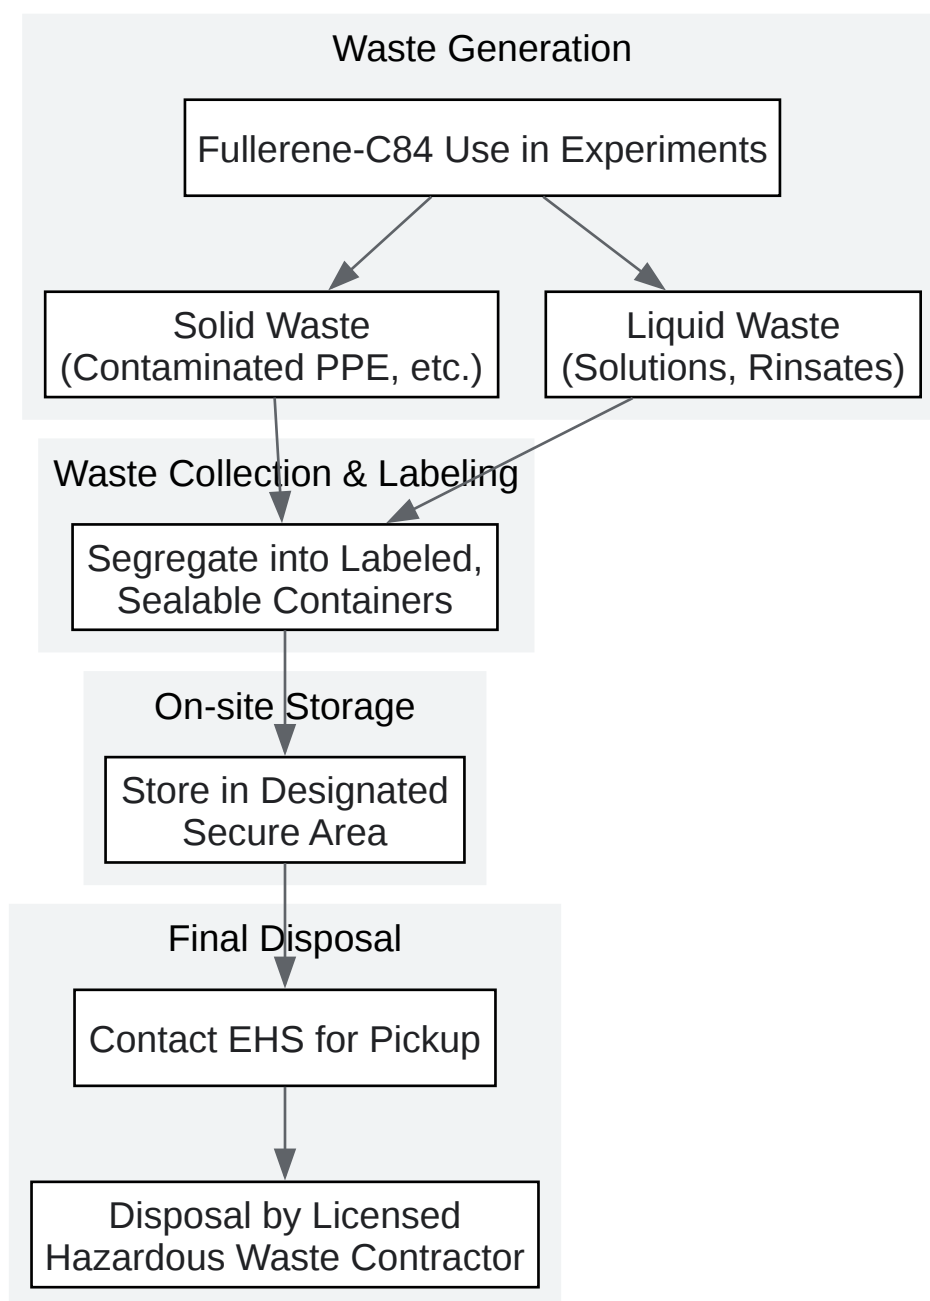 Waste Generation
Fullerene-C84 Use in Experiments
Solid Waste
(Contaminated PPE, etc.)
Liquid Waste
(Solutions, Rinsates)
Waste Collection & Labeling
Segregate into Labeled,
Sealable Containers
On-site Storage
Store in Designated
Secure Area
Final Disposal
Contact EHS for Pickup
Disposal by Licensed
Hazardous Waste Contractor